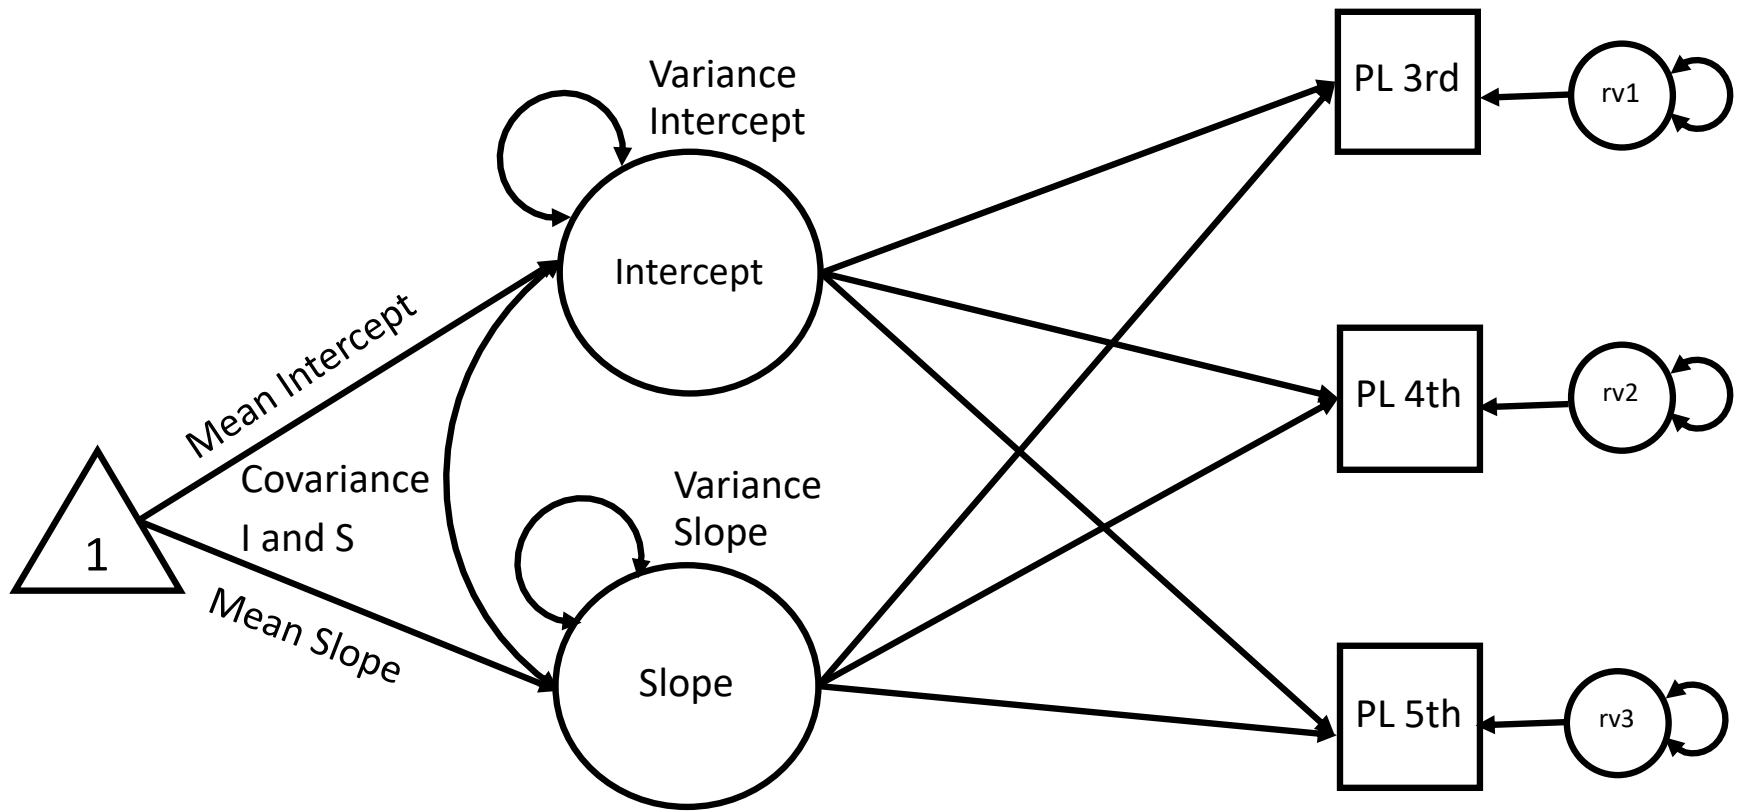 Variance
Intercept
PL 3rd
rv1
Intercept
Mean Intercept
PL 4th
rv2
Covariance
I and S
Variance
Slope
1
Mean Slope
Slope
PL 5th
rv3